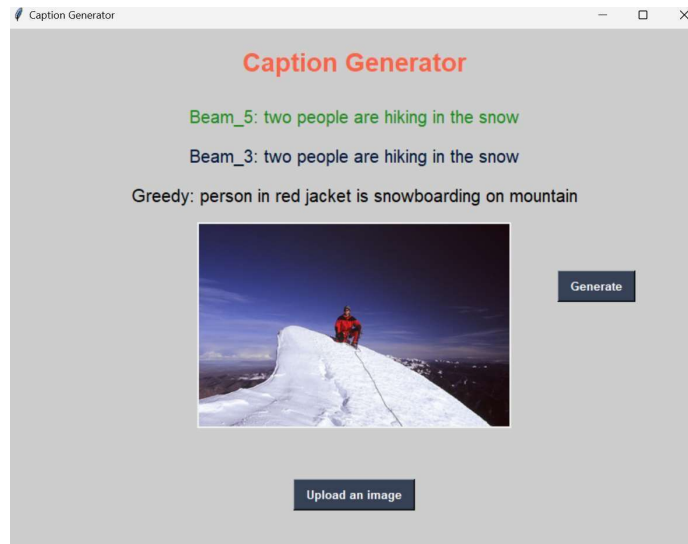 Caption Generator
Caption Generator
Beam_5: two people are hiking in the snow
Beam_3: two people are hiking in the snow
Greedy: person in red jacket is snowboarding on mountain
Generate
Upload an image